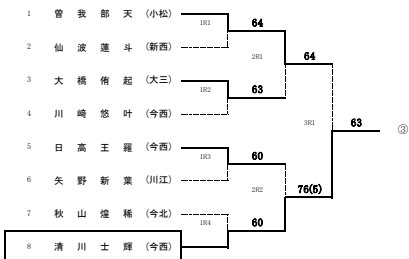 1 曽 我 部 天 (小松)
1R1 64
2 仙 波 蓮 斗 (新西)
2R1 64
3 大 橋 侑 起 (大三)
1R2 63
4 川 﨑 悠 叶 (今西)
3R1 63 ③
5 日 高 王 羅 (今西)
1R3 60
6 矢 野 新 葉 (川江)
2R2 76(5)
7 秋 山 煌 稀 (今北)
1R4 60
8 清 川 士 輝 (今西)